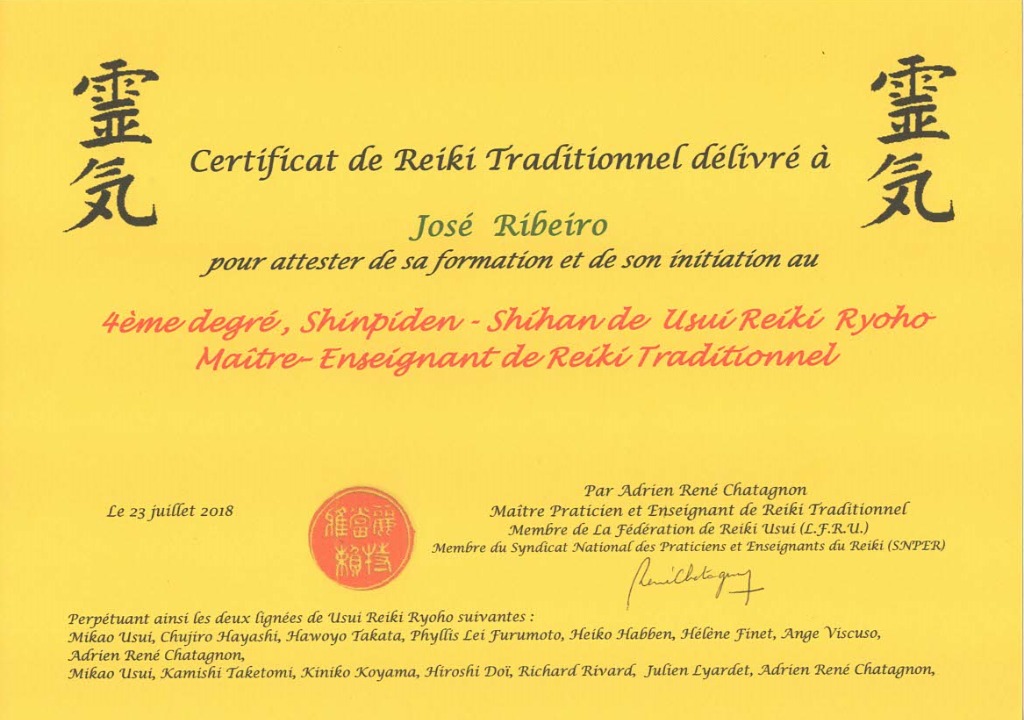 靈気
靈気
Certificat de Reiki Traditionnel délivré à
José Ribeiro
pour attester de sa formation et de son initiation au
4ème degré, Shinpiden - Shihan de Usui Reiki Ryoho
Maître- Enseignant de Reiki Traditionnel
Le 23 juillet 2018
Par Adrien René Chatagnon
Maître Praticien et Enseignant de Reiki Traditionnel
Membre de La Fédération de Reiki Usui (L.F.R.U.)
Membre du Syndicat National des Praticiens et Enseignants du Reiki (SNPER)
RenéChatagnon
Perpétuant ainsi les deux lignées de Usui Reiki Ryoho suivantes :
Mikao Usui, Chujiro Hayashi, Hawoyo Takata, Phyllis Lei Furumoto, Heiko Habben, Hélène Finet, Ange Viscuso,
Adrien René Chatagnon,
Mikao Usui, Kamishi Taketomi, Kiniko Koyama, Hiroshi Doï, Richard Rivard, Julien Lyardet, Adrien René Chatagnon,